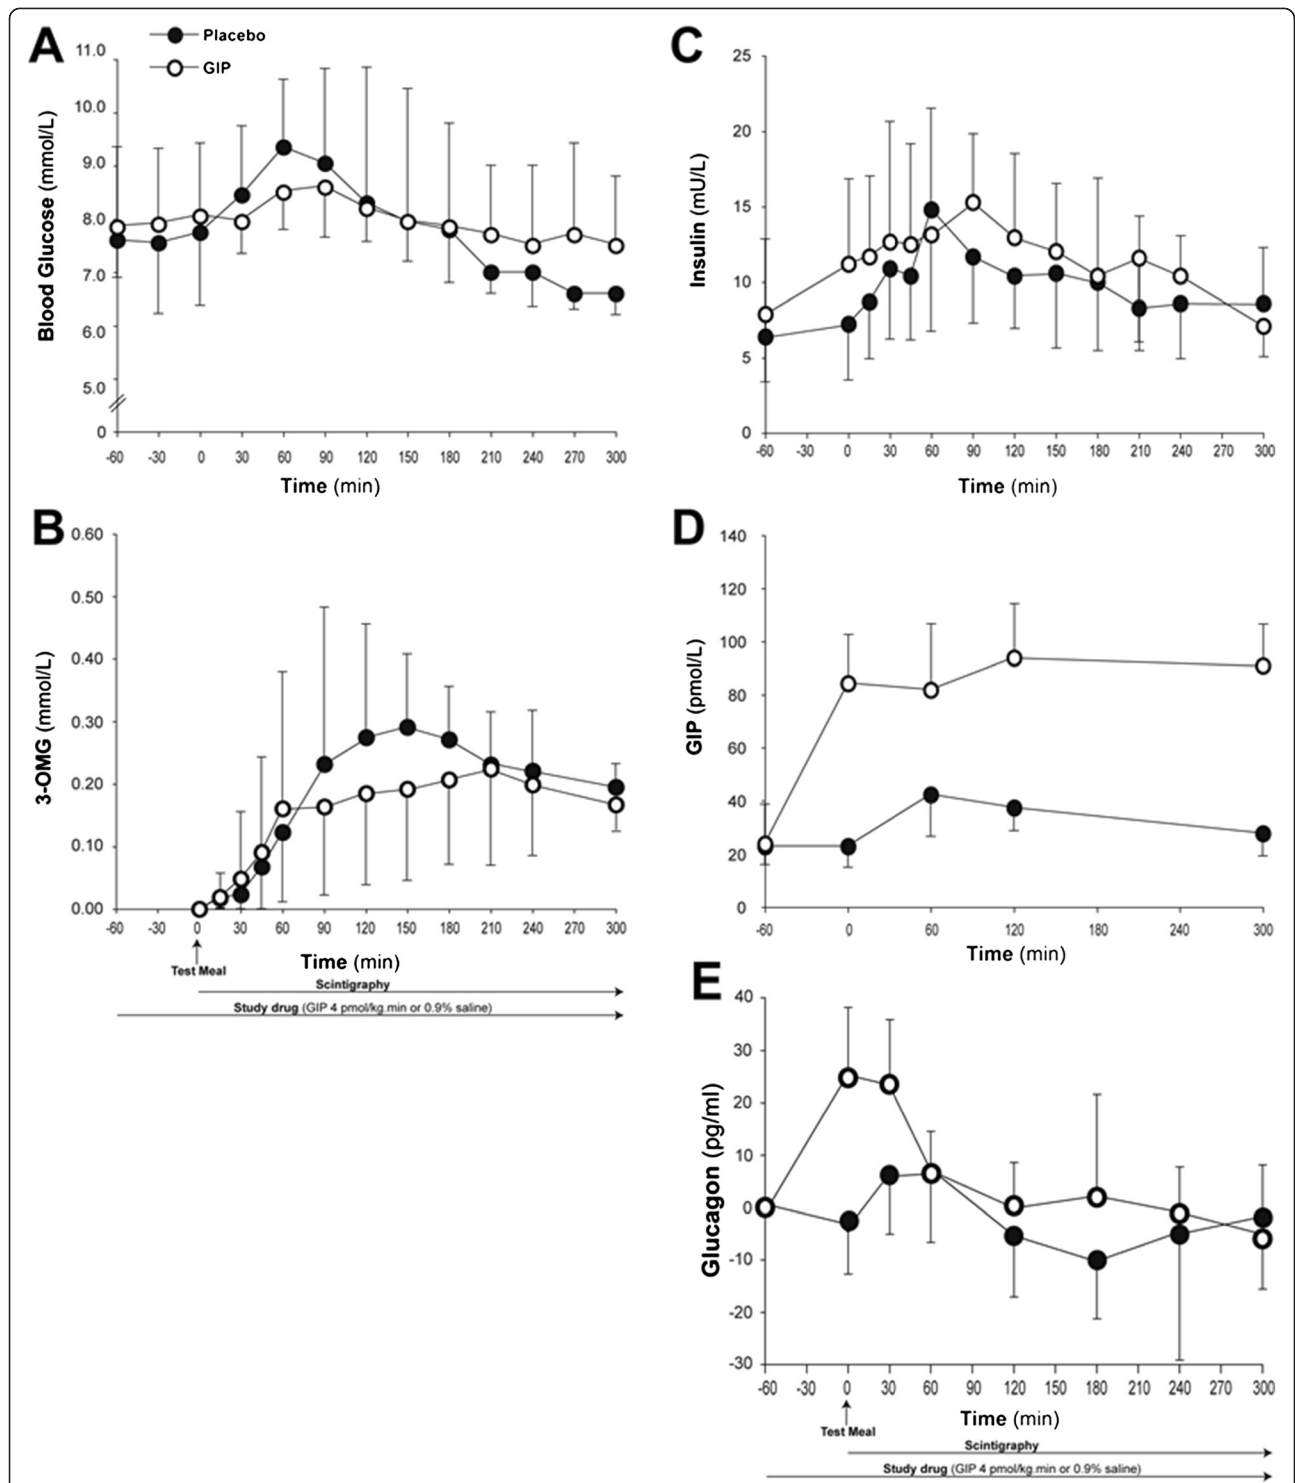 A
Placebo
GIP
11.0
10.0
9.0
8.0
7.0
6.0
5.0
0
Blood Glucose (mmol/L)
-60 -30 0 30 60 90 120 150 180 210 240 270 300
Time (min)
B
0.60
0.50
0.40
0.30
0.20
0.10
0.00
3-OMG (mmol/L)
-60 -30 0 30 60 90 120 150 180 210 240 270 300
Test Meal
Time (min)
Scintigraphy
Study drug (GIP 4 pmol/kg.min or 0.9% saline)
C
25
20
15
10
5
0
Insulin (mU/L)
-60 -30 0 30 60 90 120 150 180 210 240 270 300
Time (min)
D
140
120
100
80
60
40
20
0
GIP (pmol/L)
-60 0 60 120 180 240 300
Time (min)
E
40
30
20
10
0
-10
-20
-30
Glucagon (pg/ml)
-60 -30 0 30 60 90 120 150 180 210 240 270 300
Test Meal
Time (min)
Scintigraphy
Study drug (GIP 4 pmol/kg.min or 0.9% saline)